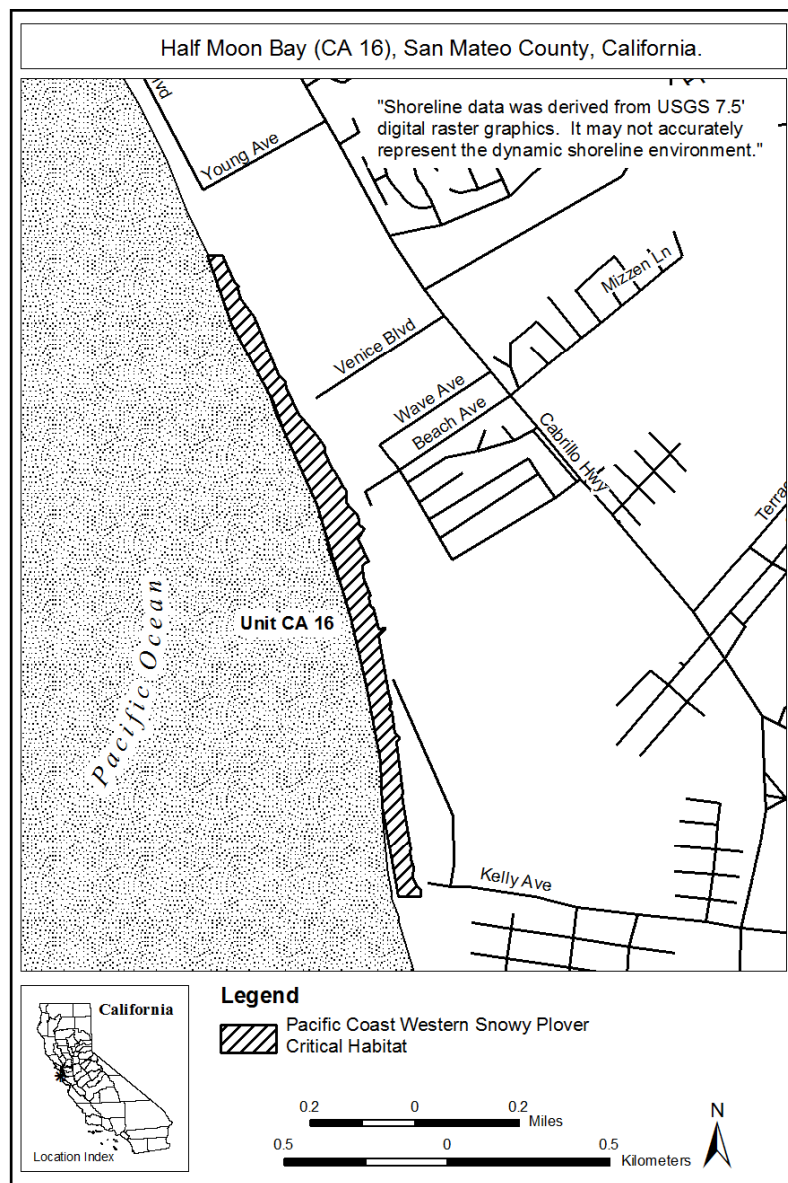 Half Moon Bay (CA 16), San Mateo County, California.
"Shoreline data was derived from USGS 7.5'
digital raster graphics.  It may not accurately
represent the dynamic shoreline environment."
lvd
Young Ave
Mizzen Ln
Venice Blvd
Wave Ave
Beach Ave
Cabrillo Hwy
Terrac
Pacific Ocean
Unit CA 16
Kelly Ave
California
Location Index
Legend
Pacific Coast Western Snowy Plover
Critical Habitat
0.2 0 0.2 Miles
0.5 0 0.5 Kilometers
N